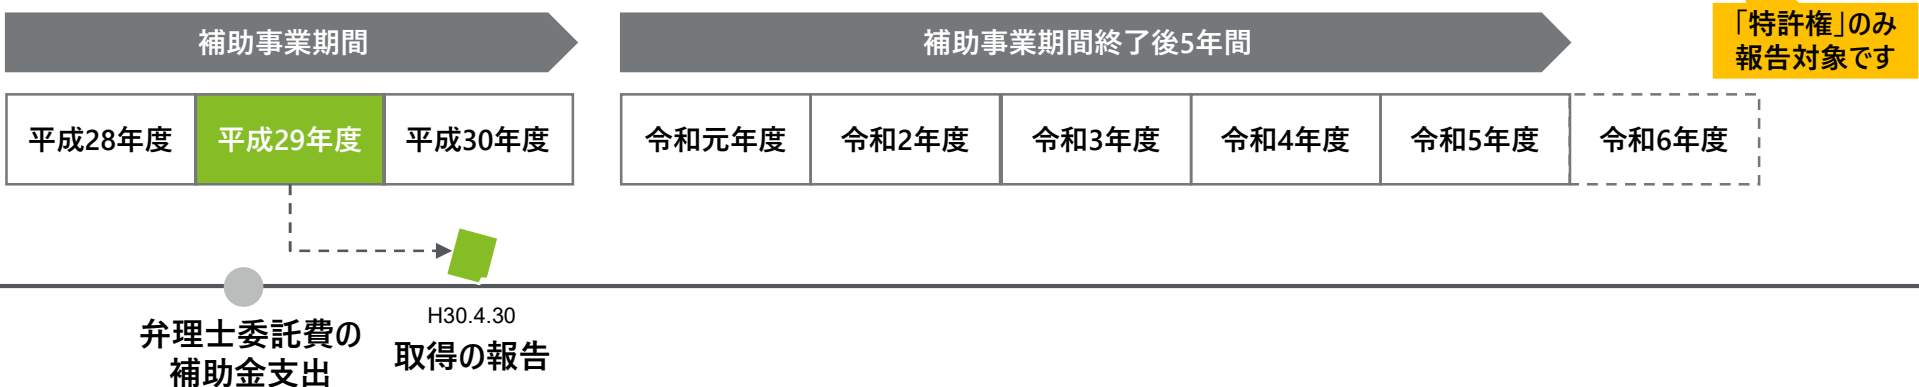 補助事業期間
補助事業期間終了後5年間
「特許権」のみ
報告対象です
平成28年度
平成29年度
平成30年度
令和元年度
令和2年度
令和3年度
令和4年度
令和5年度
令和6年度
弁理士委託費の
補助金支出
H30.4.30
取得の報告